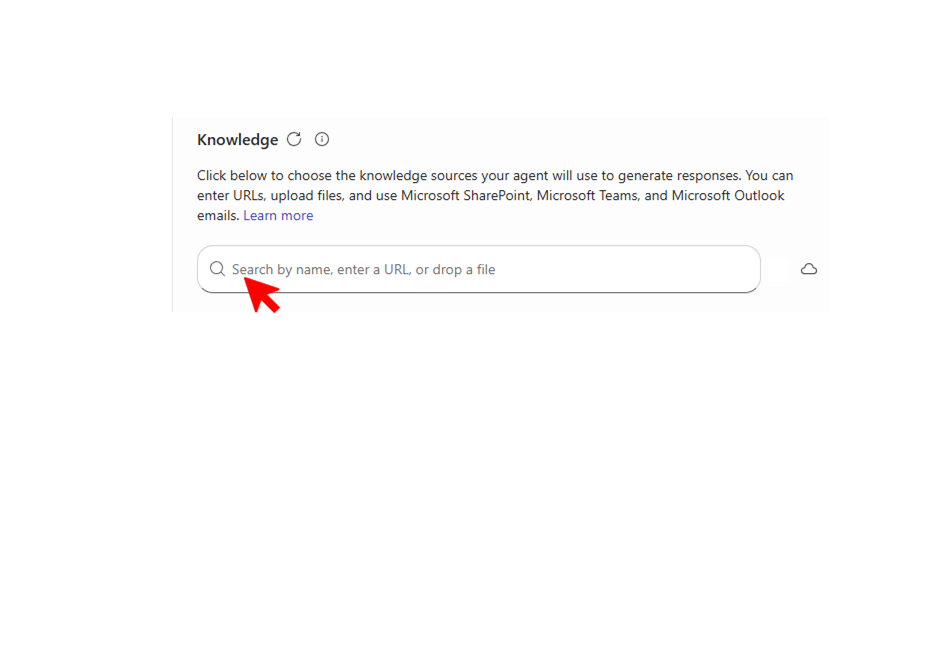 Knowledge
Click below to choose the knowledge sources your agent will use to generate responses. You can
enter URLs, upload files, and use Microsoft SharePoint, Microsoft Teams, and Microsoft Outlook
emails. Learn more
Search by name, enter a URL, or drop a file